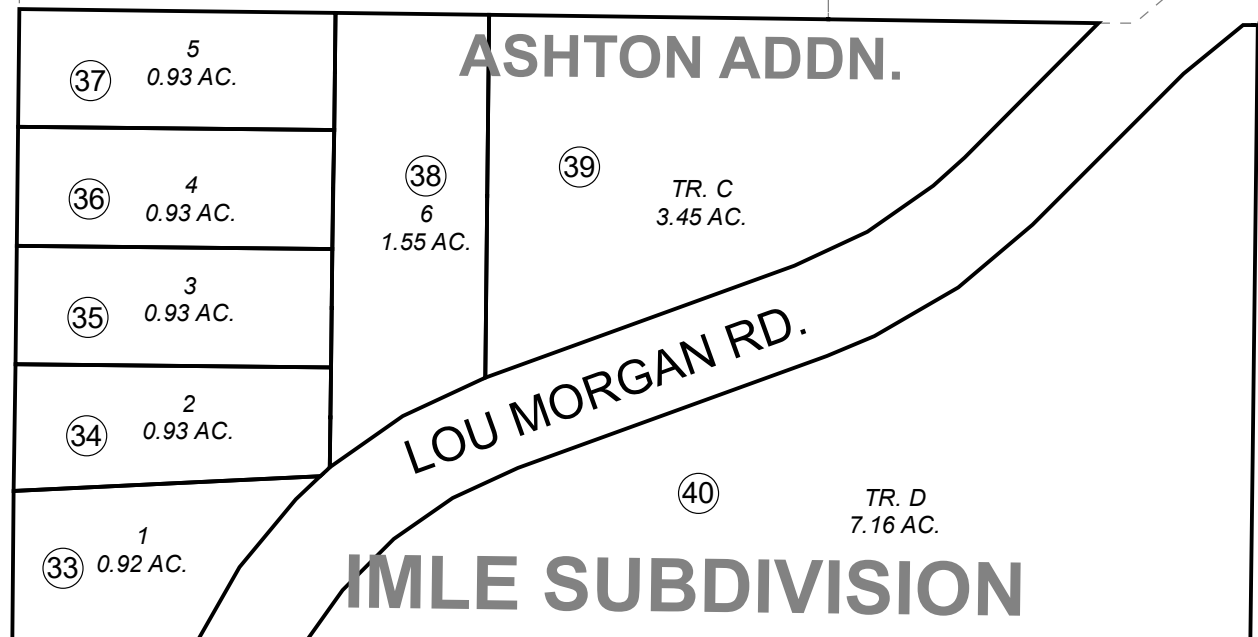 ASHTON ADDN.
37
5
0.93 AC.
36
4
0.93 AC.
38
6
1.55 AC.
39
TR. C
3.45 AC.
35
3
0.93 AC.
34
2
0.93 AC.
LOU MORGAN RD.
33
1
0.92 AC.
40
TR. D
7.16 AC.
IMLE SUBDIVISION